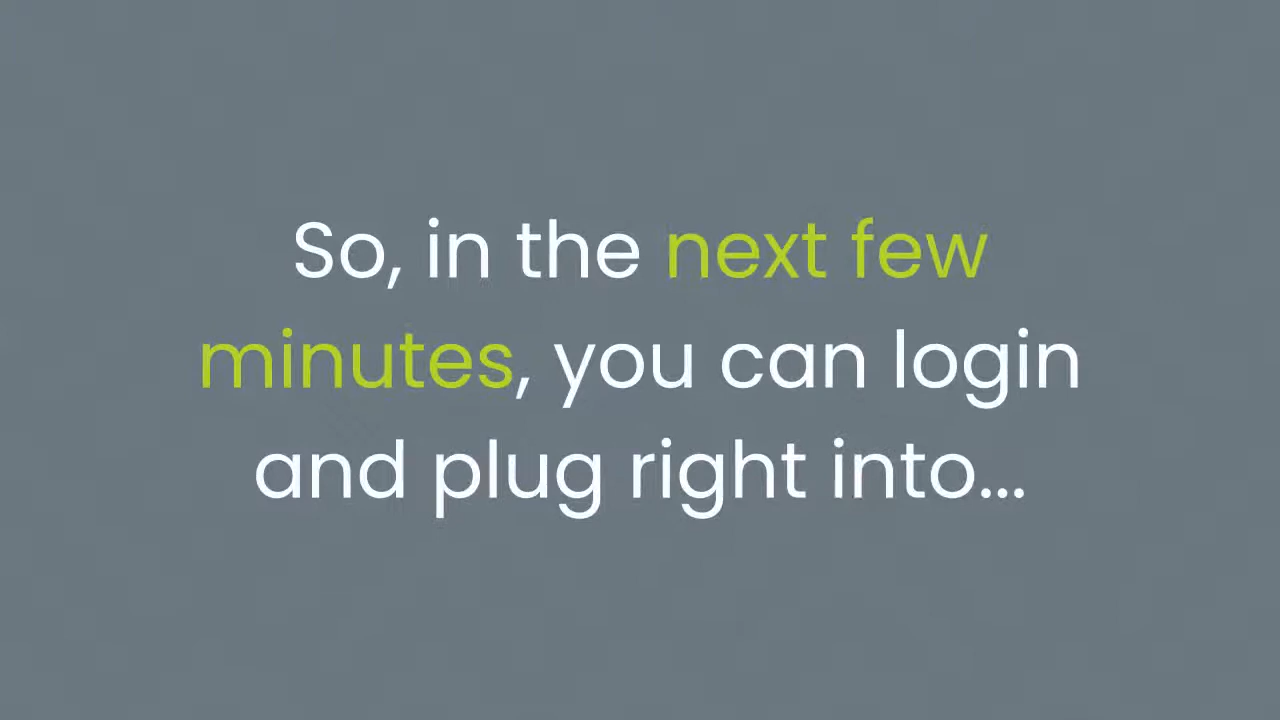 So, in the next few
minutes, you can login
and plug right into...